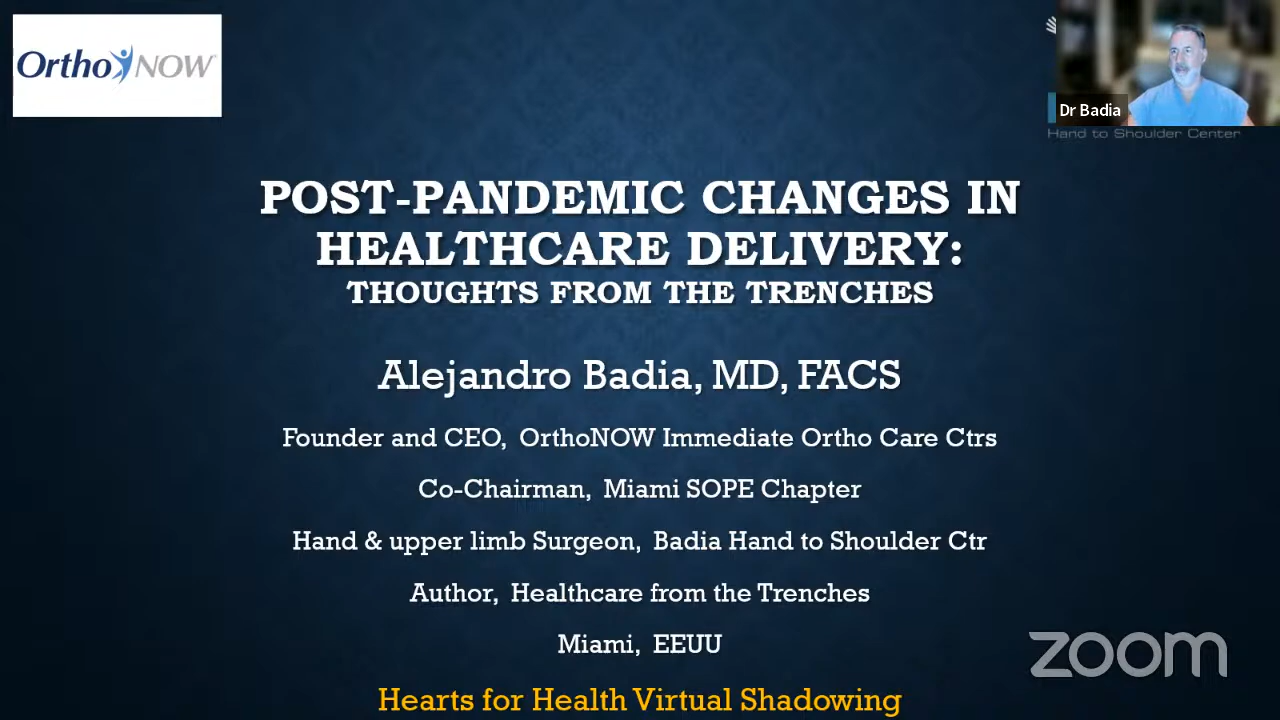 OrthoNOW
Dr Badia
Hand to Shoulder Center
POST-PANDEMIC CHANGES IN
HEALTHCARE DELIVERY:
THOUGHTS FROM THE TRENCHES
Alejandro Badia, MD, FACS
Founder and CEO, OrthoNOW Immediate Ortho Care Ctrs
Co-Chairman, Miami SOPE Chapter
Hand & upper limb Surgeon, Badia Hand to Shoulder Ctr
Author, Healthcare from the Trenches
Miami, EEUU
zoom
Hearts for Health Virtual Shadowing